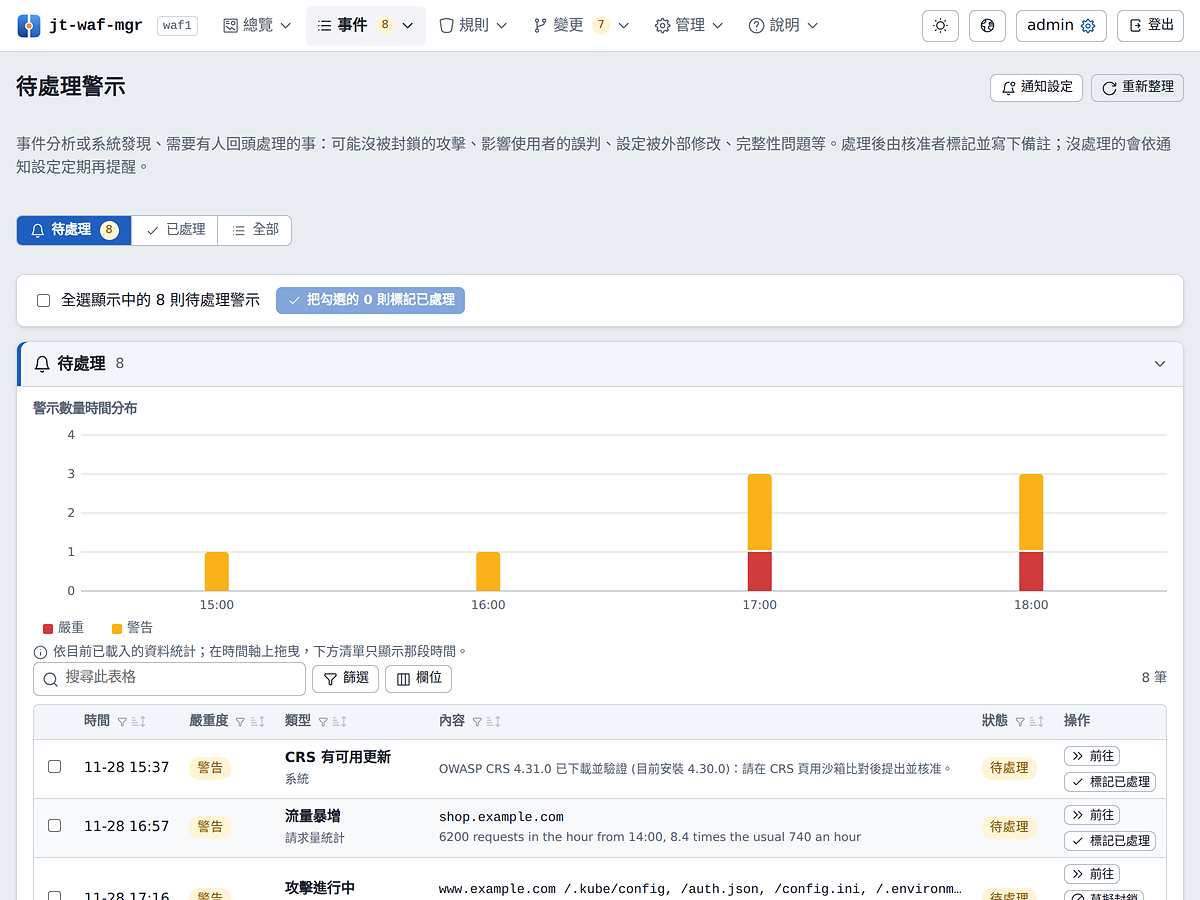 jt-waf-mgr waf1 總覽 事件 8 規則 變更 7 管理 說明 admin 登出
待處理警示
通知設定 重新整理
事件分析或系統發現、需要有人回頭處理的事：可能沒被封鎖的攻擊、影響使用者的誤判、設定被外部修改、完整性問題等。處理後由核准者標記並寫下備註；沒處理的會依通
知設定定期再提醒。
待處理 8 已處理 全部
全選顯示中的 8 則待處理警示 把勾選的 0 則標記已處理
待處理 8
警示數量時間分布
4
3
2
1
0
15:00 16:00 17:00 18:00
嚴重 警告
依目前已載入的資料統計；在時間軸上拖曳，下方清單只顯示那段時間。
搜尋此表格 篩選 欄位 8 筆
時間 嚴重度 類型 內容 狀態 操作
11-28 15:37 警告 CRS 有可用更新 系統 OWASP CRS 4.31.0 已下載並驗證 (目前安裝 4.30.0)：請在 CRS 頁用沙箱比對後提出並核准。 待處理 前往 標記已處理
11-28 16:57 警告 流量暴增 請求量統計 shop.example.com 6200 requests in the hour from 14:00, 8.4 times the usual 740 an hour 待處理 前往 標記已處理
11-28 17:16 警告 攻擊進行中 www.example.com /.kube/config, /auth.json, /config.ini, /.environm… 待處理 前往